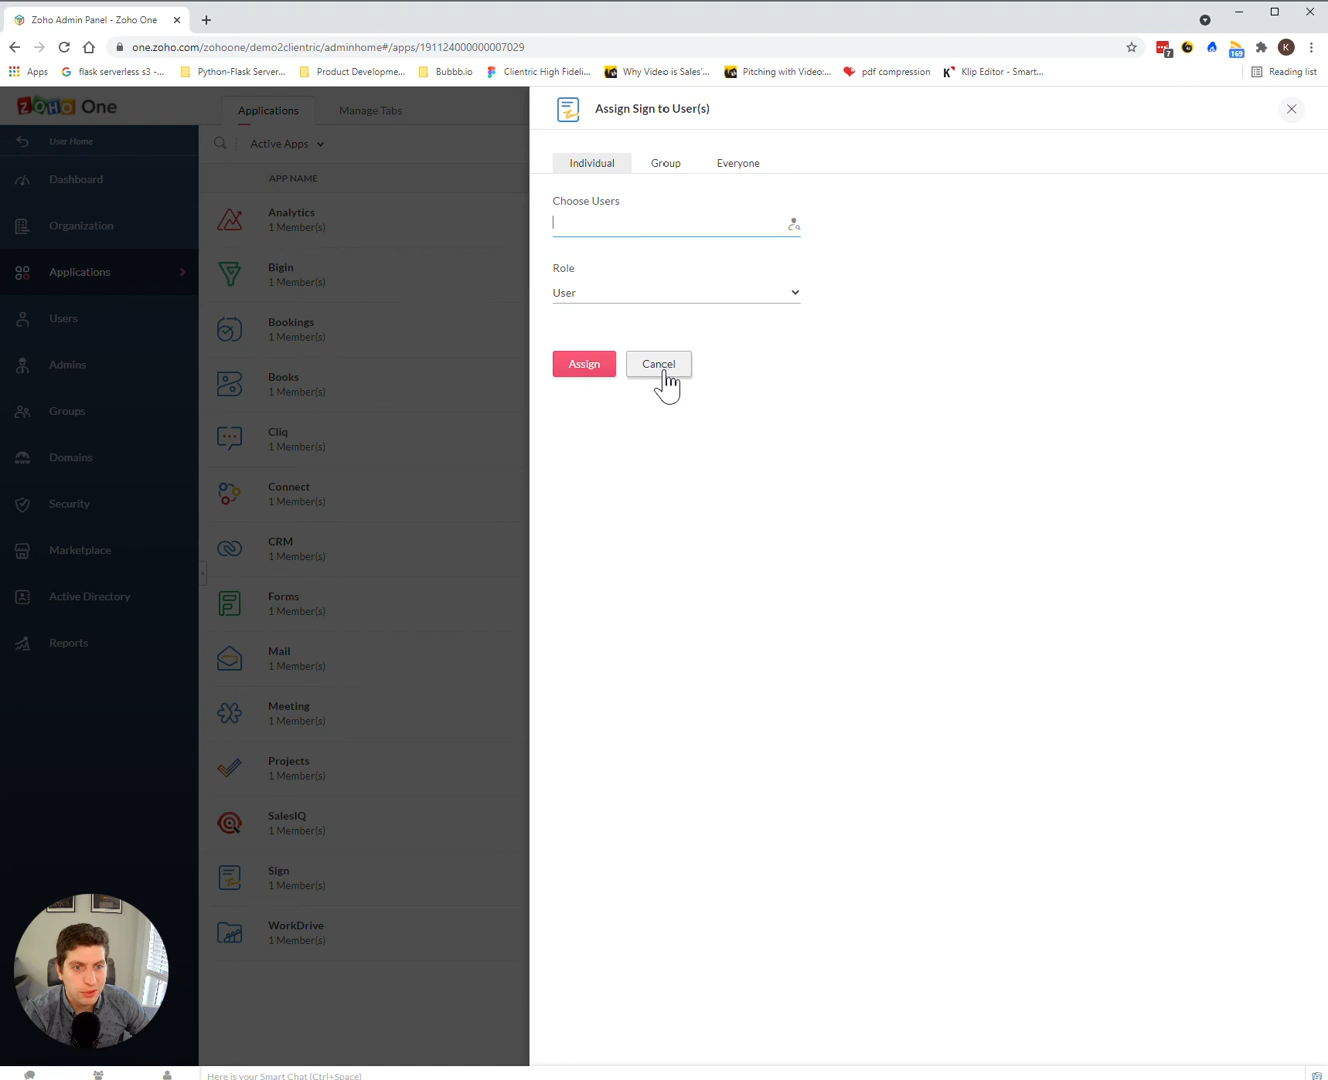 Zoho Admin Panel - Zoho One
one.zoho.com/zohoone/demo2clientric/adminhome#/apps/191124000000007029
7
169
K
Apps
flask serverless s3 -...
Python-Flask Server...
Product Developme...
Bubbb.io
Clientric High Fideli...
Why Video is Sales'...
Pitching with Video:...
pdf compression
Klip Editor - Smart...
Reading list
ZOHO One
Applications
Manage Tabs
User Home
Dashboard
Organization
Applications
Users
Admins
Groups
Domains
Security
Marketplace
Active Directory
Reports
Active Apps
APP NAME
Analytics
1 Member(s)
Bigin
1 Member(s)
Bookings
1 Member(s)
Books
1 Member(s)
Cliq
1 Member(s)
Connect
1 Member(s)
CRM
1 Member(s)
Forms
1 Member(s)
Mail
1 Member(s)
Meeting
1 Member(s)
Projects
1 Member(s)
SalesIQ
1 Member(s)
Sign
1 Member(s)
WorkDrive
1 Member(s)
Assign Sign to User(s)
Individual
Group
Everyone
Choose Users
Role
User
Assign
Cancel
Here is your Smart Chat (Ctrl+Space)